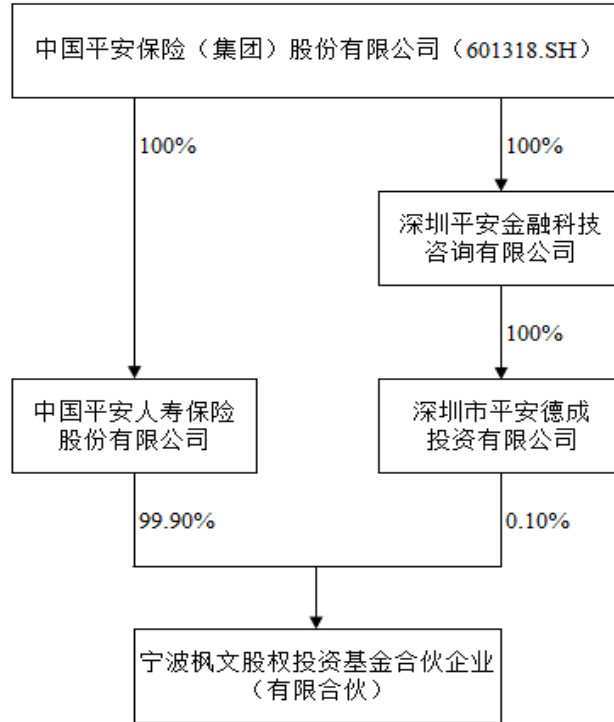 中国平安保险（集团）股份有限公司（601318.SH）
100%
100%
深圳平安金融科技
咨询有限公司
100%
中国平安人寿保险
股份有限公司
深圳市平安德成
投资有限公司
99.90%
0.10%
宁波枫文股权投资基金合伙企业
（有限合伙）